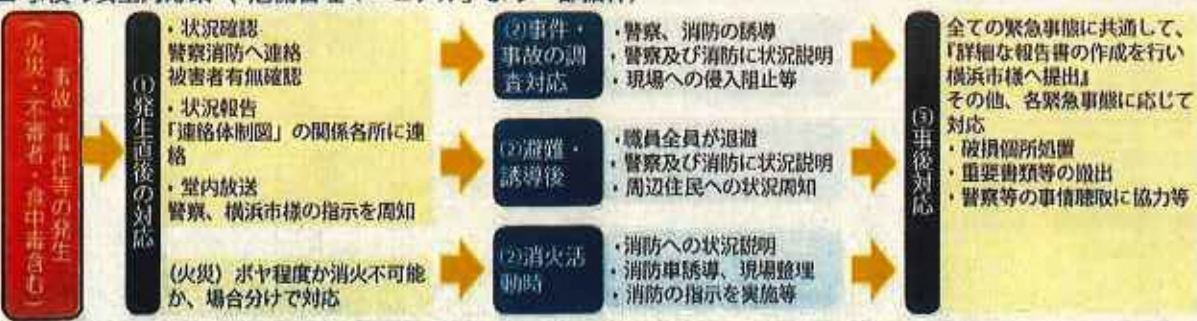 事故・事件等の発生
（火災・不審者・食中毒含む）
①発生直後の対応
・状況確認
警察消防へ連絡
被害者有無確認
・状況報告
「連絡体制図」の関係各所に連
絡
・堂内放送
警察、横浜市様の指示を周知
(火災）ボヤ程度か消火不可能
か、場合分けで対応
②事件・
事故の調
査対応
・警察、消防の誘導
・警察及び消防に状況説明
・現場への侵入阻止等
②避難・
誘導後
・職員全員が退避
・警察及び消防に状況説明
・周辺住民への状況周知
②消火活
動時
・消防への状況説明
・消防車誘導、現場整理
・消防の指示を実施等
③事後対応
全ての緊急事態に共通して、
『詳細な報告書の作成を行い
横浜市様へ提出』
その他、各緊急事態に応じて
対応
・破損個所処置
・重要書類等の搬出
・警察等の事情聴取に協力等